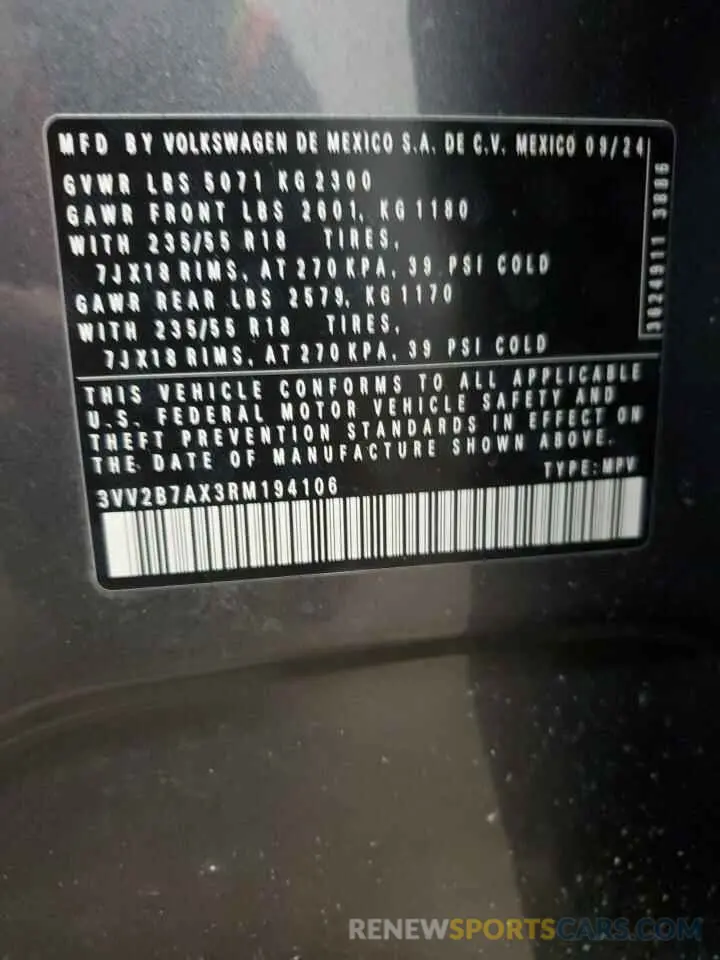 MFD BY VOLKSWAGEN DE MEXICO S.A. DE C.V. MEXICO 03/24
GVWR LBS 5071 KG 2300
GAWR FRONT LBS 2601, KG 1180
WITH 235/55 R18 TIRES,
7JX18 RIMS, AT 270 KPA, 39 PSI COLD
GAWR REAR LBS 2579, KG 1170
WITH 235/55 R18 TIRES,
7JX18 RIMS, AT 270 KPA, 39 PSI COLD
3024911 3886
THIS VEHICLE CONFORMS TO ALL APPLICABLE
U.S. FEDERAL MOTOR VEHICLE SAFETY AND
THEFT PREVENTION STANDARDS IN EFFECT ON
THE DATE OF MANUFACTURE SHOWN ABOVE.
TYPE: MPV
3VV2B7AX3RM194106
RENEWSPORTSCARS.COM